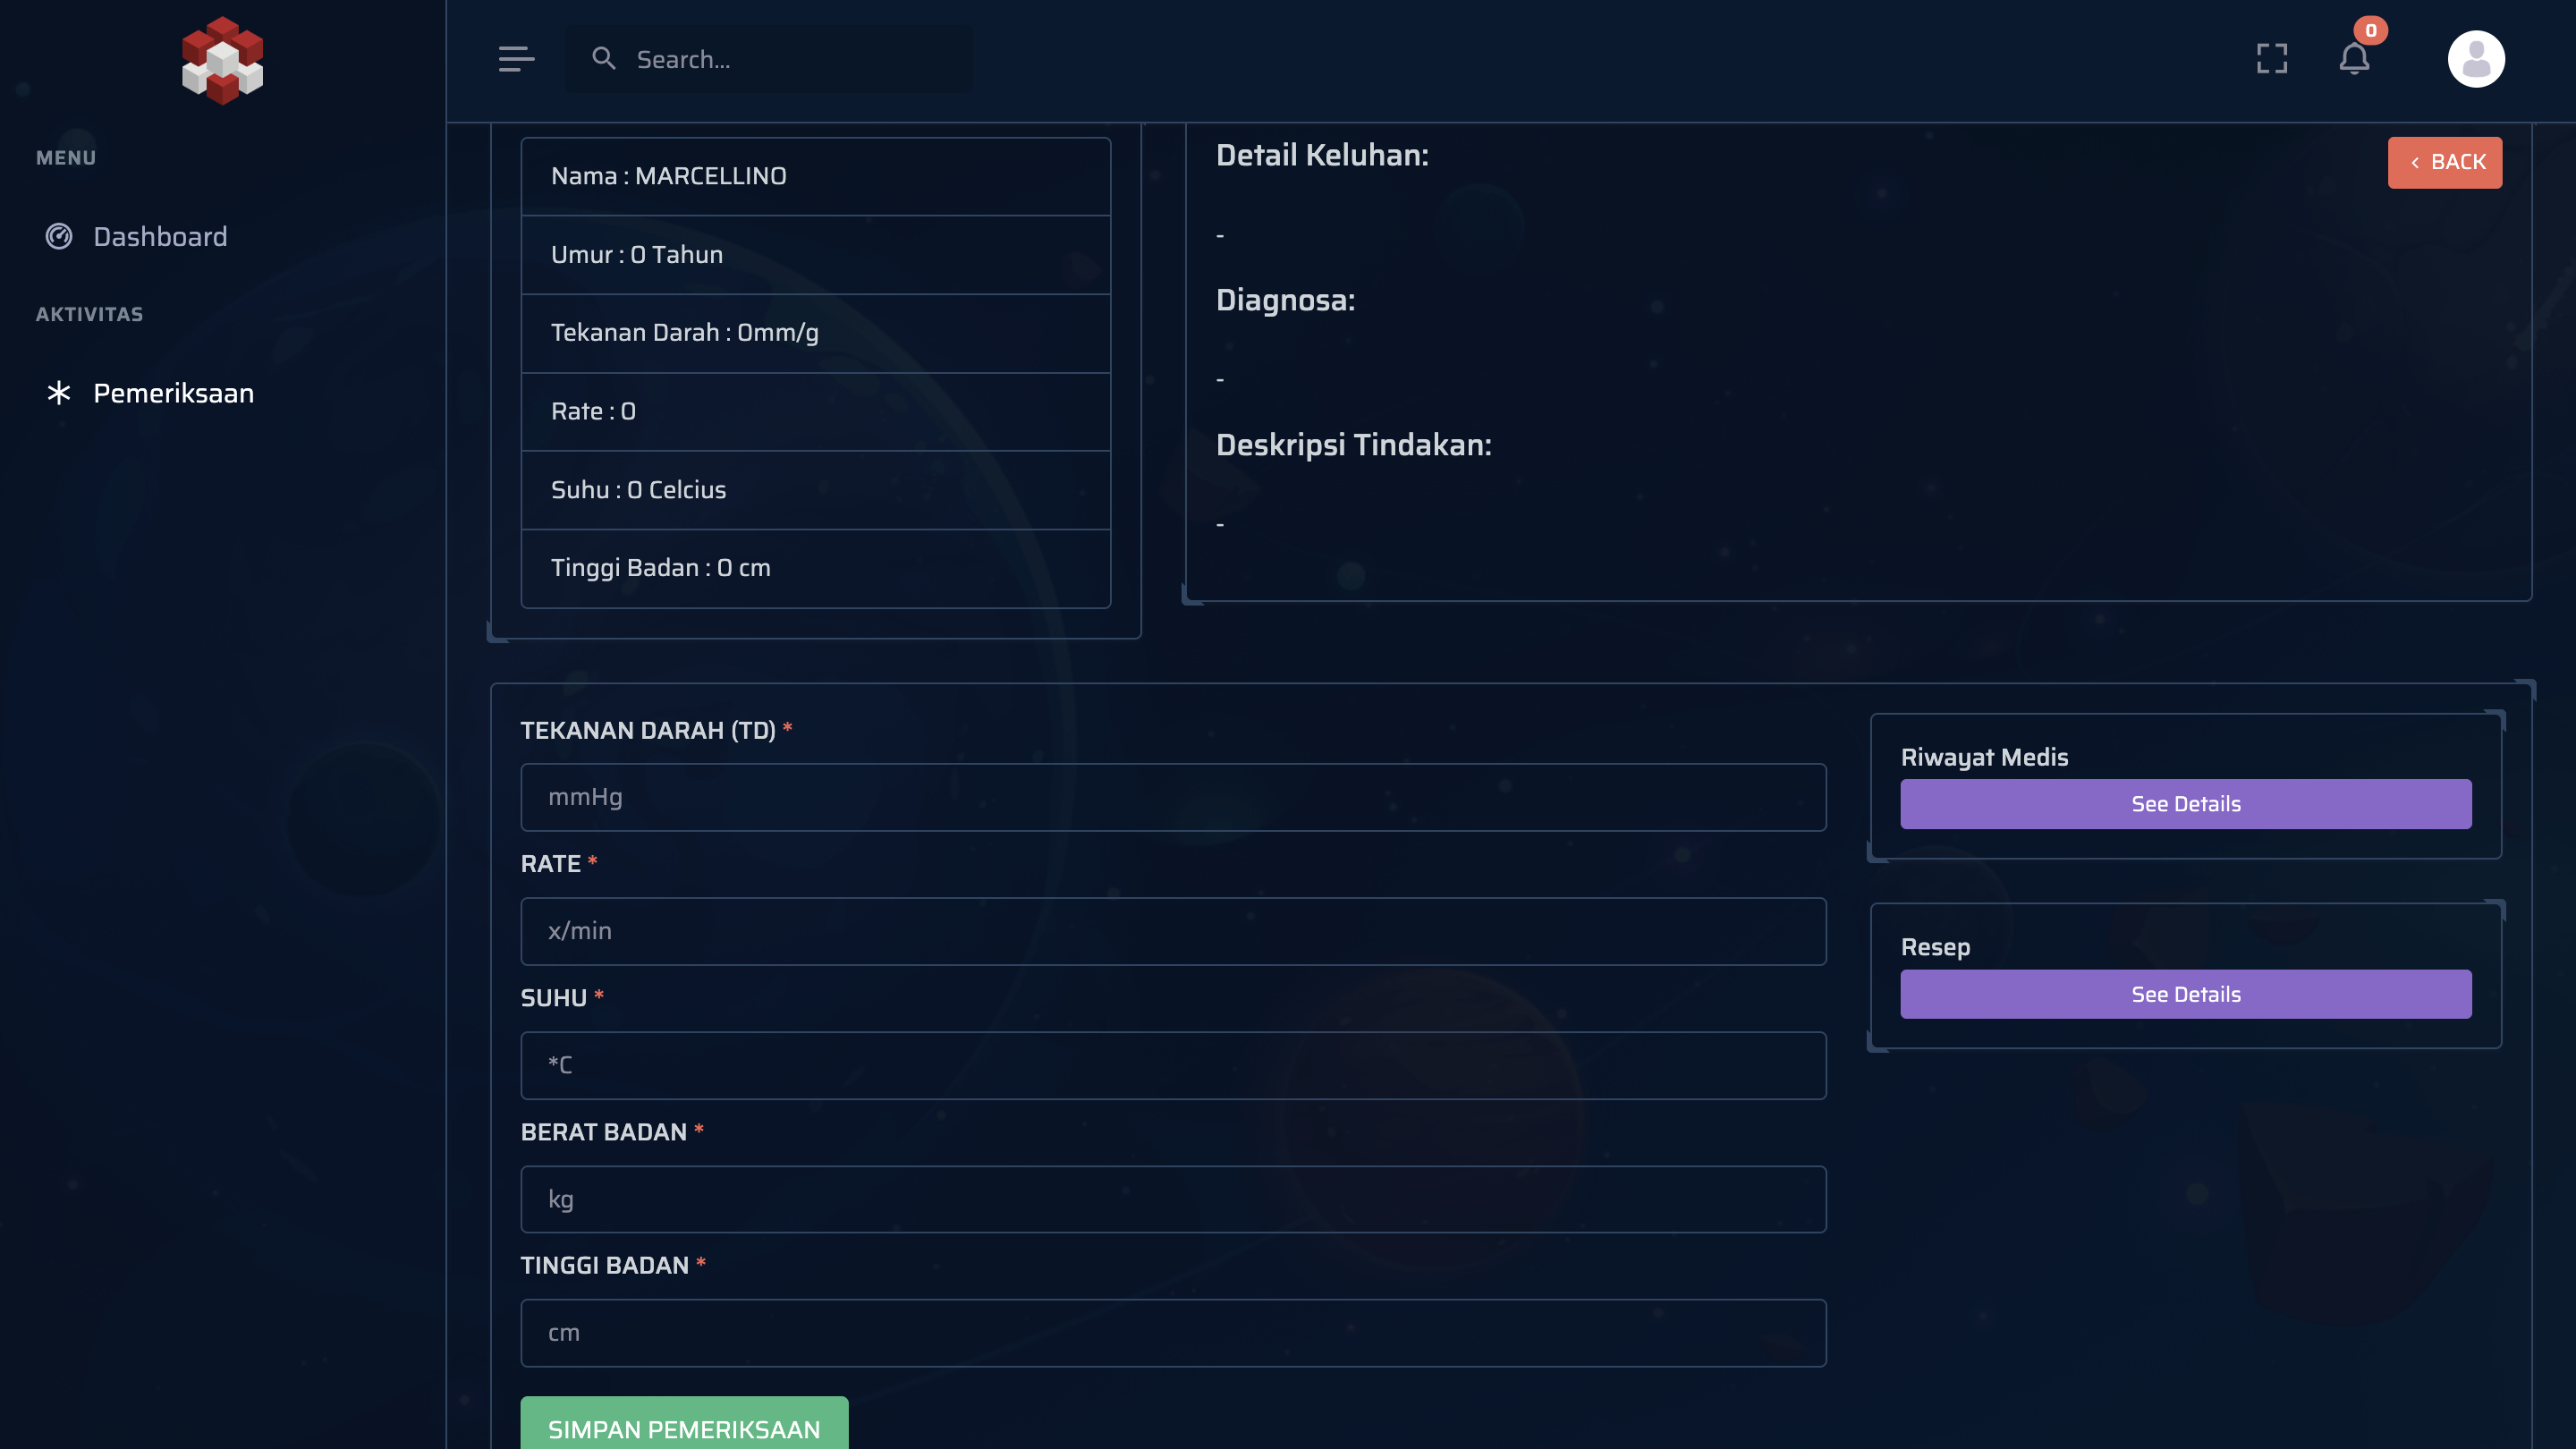 Search...
0
MENU
Dashboard
AKTIVITAS
Pemeriksaan
Nama : MARCELLINO
Umur : 0 Tahun
Tekanan Darah : 0mm/g
Rate : 0
Suhu : 0 Celcius
Tinggi Badan : 0 cm
Detail Keluhan:
BACK
-
Diagnosa:
-
Deskripsi Tindakan:
-
TEKANAN DARAH (TD) *
mmHg
RATE *
x/min
SUHU *
*C
BERAT BADAN *
kg
TINGGI BADAN *
cm
SIMPAN PEMERIKSAAN
Riwayat Medis
See Details
Resep
See Details